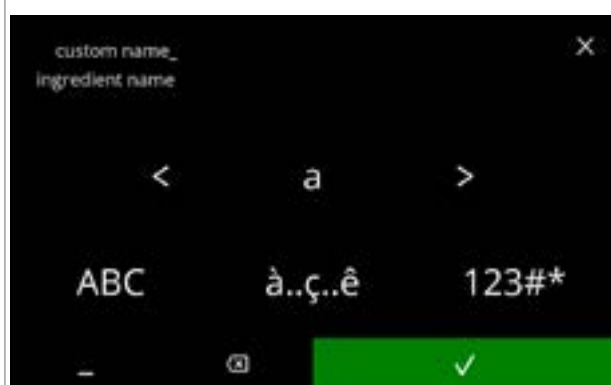 custom name_
ingredient name
< a >
ABC à..ç..ê 123#*
_